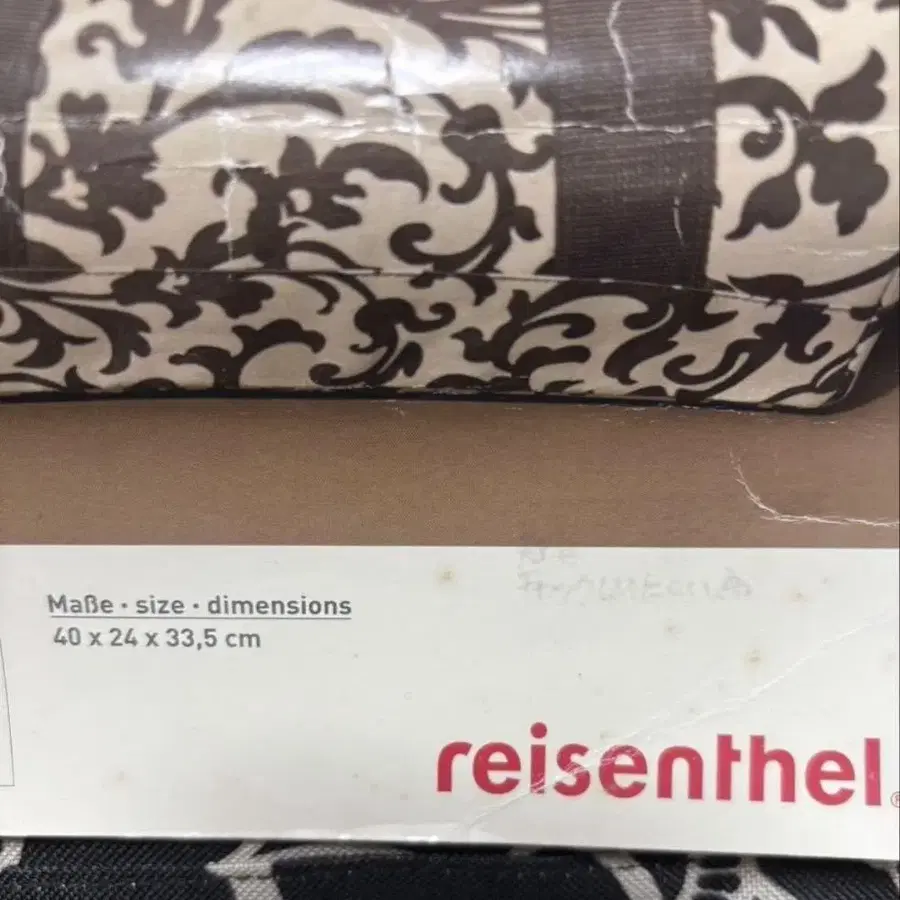 Maße · size · dimensions
40 x 24 x 33,5 cm
reisenthel®